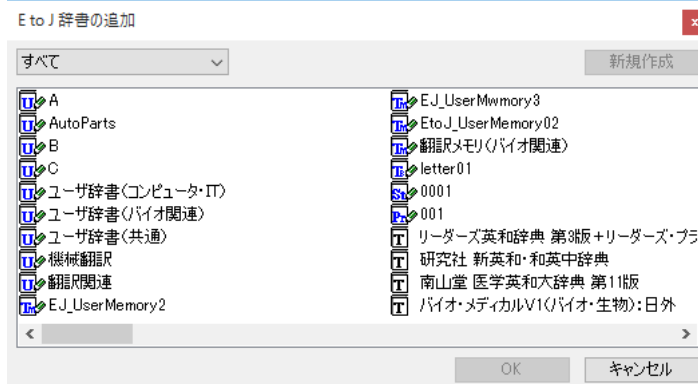 E to J 辞書の追加
すべて
新規作成
A
AutoParts
B
C
ユーザ辞書(コンピュータ・IT)
ユーザ辞書(バイオ関連)
ユーザ辞書(共通)
機械翻訳
翻訳関連
EJ_UserMemory2
EJ_UserMwmory3
EtoJ_UserMemory02
翻訳メモリ(バイオ関連)
letter01
0001
001
リーダーズ英和辞典 第3版+リーダーズ・プラ
研究社 新英和・和英中辞典
南山堂 医学英和大辞典 第11版
バイオ・メディカルV1(バイオ・生物):日外
OK
キャンセル